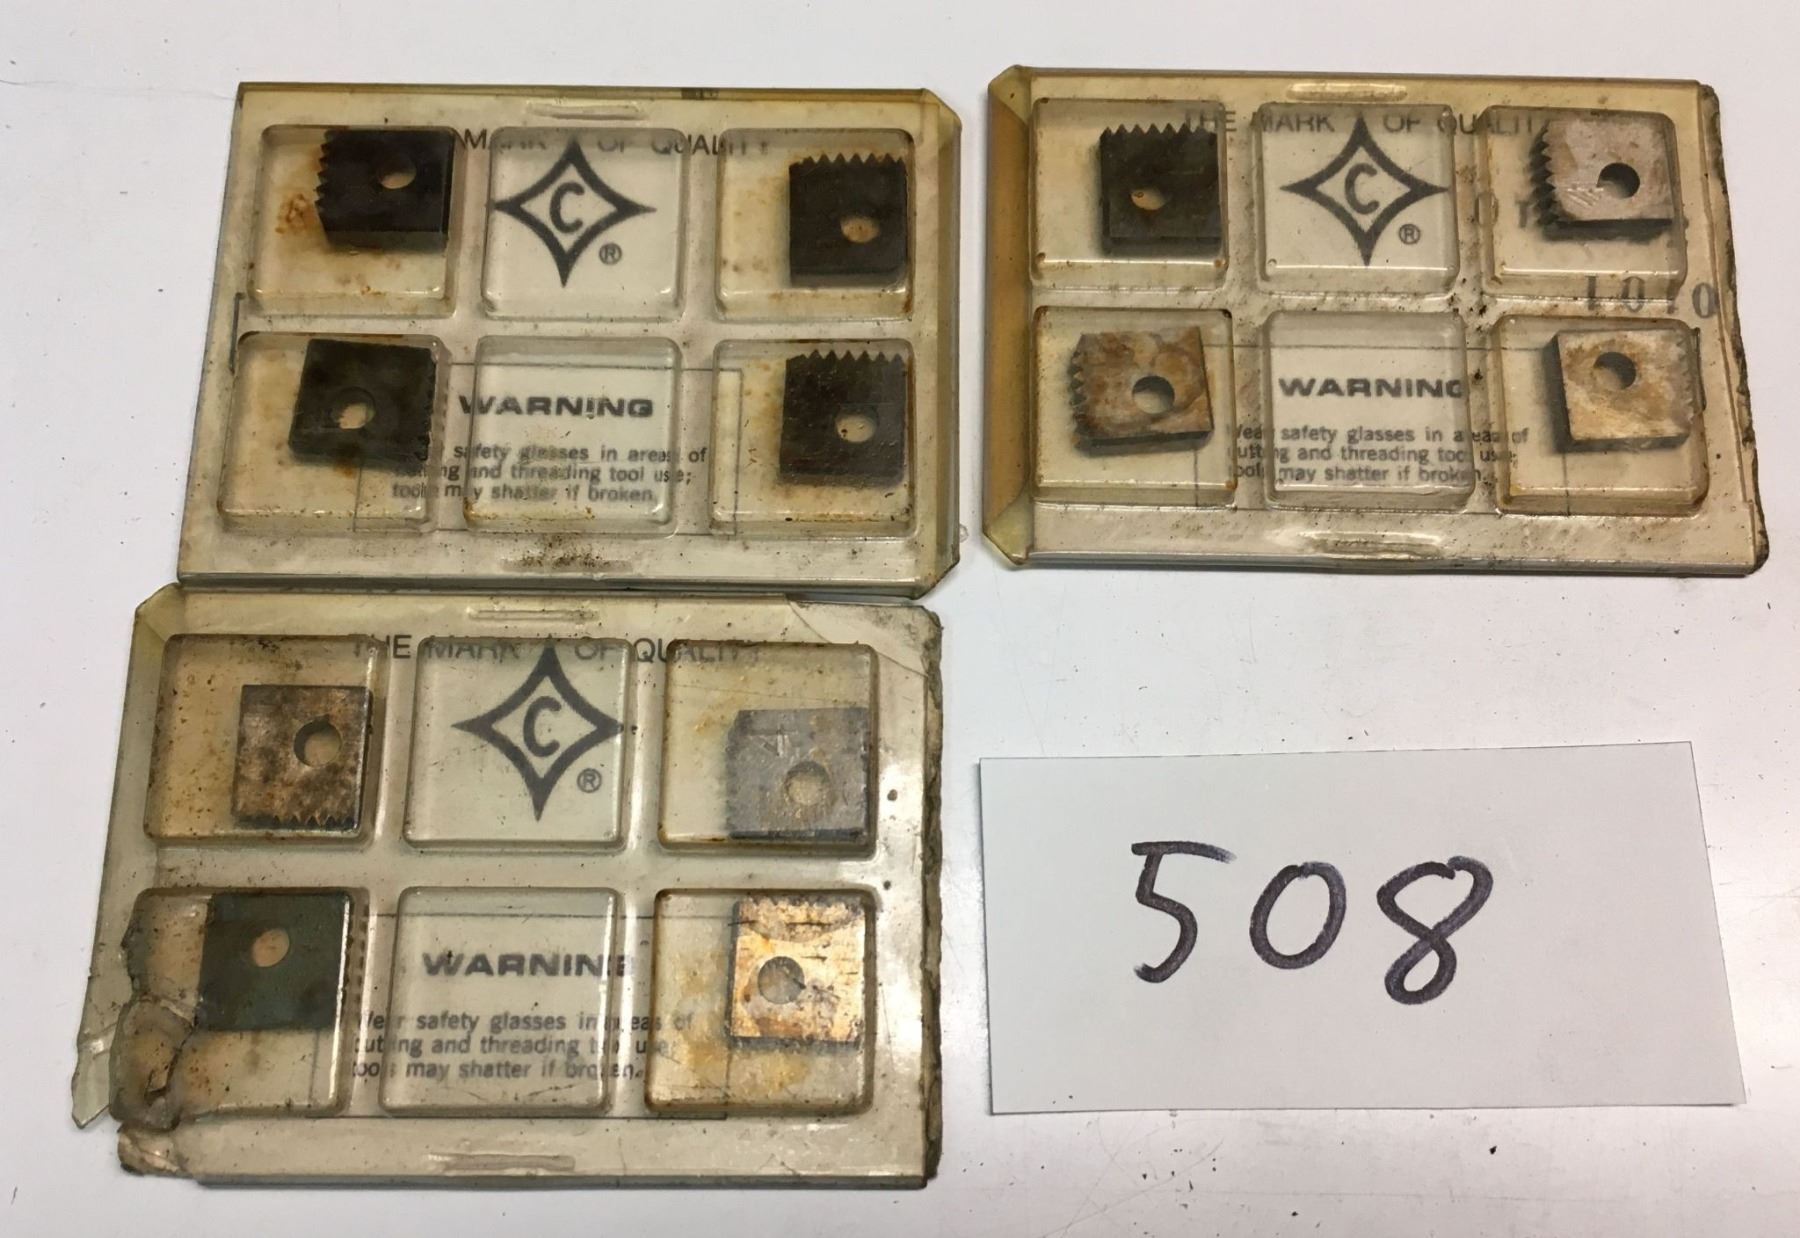 MARK OF QUALITY
C
®
WARNING
safety glasses in areas of
and threading tool use;
tools may shatter if broken.
THE MARK OF QUALITY
C
®
1010
WARNING
Wear safety glasses in areas of
cutting and threading tool use;
tools may shatter if broken.
THE MARK OF QUALITY
C
®
WARNING
Wear safety glasses in areas of
cutting and threading tool use;
tools may shatter if broken.
508